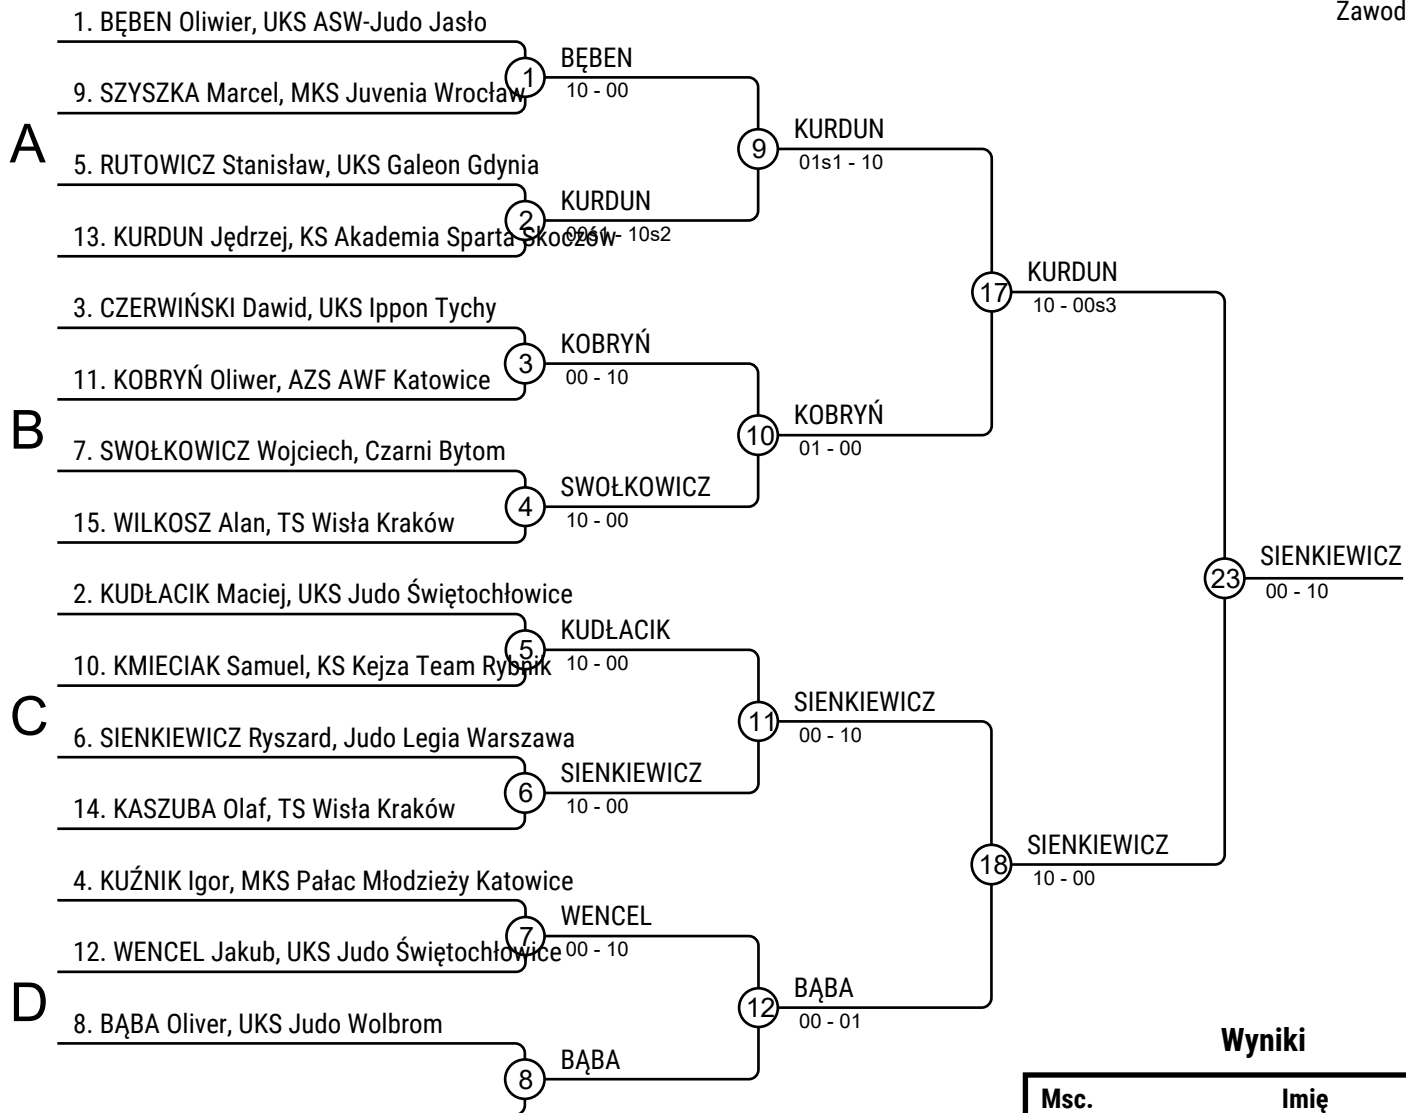 Zawod
1. BĘBEN Oliwier, UKS ASW-Judo Jasło
9. SZYSZKA Marcel, MKS Juvenia Wrocław
1
BĘBEN
10 - 00
A
5. RUTOWICZ Stanisław, UKS Galeon Gdynia
13. KURDUN Jędrzej, KS Akademia Sparta Skoczów
2
KURDUN
00s1 - 10s2
9
KURDUN
01s1 - 10
3. CZERWIŃSKI Dawid, UKS Ippon Tychy
11. KOBRYŃ Oliwer, AZS AWF Katowice
3
KOBRYŃ
00 - 10
B
7. SWOŁKOWICZ Wojciech, Czarni Bytom
15. WILKOSZ Alan, TS Wisła Kraków
4
SWOŁKOWICZ
10 - 00
10
KOBRYŃ
01 - 00
17
KURDUN
10 - 00s3
2. KUDŁACIK Maciej, UKS Judo Świętochłowice
10. KMIECIAK Samuel, KS Kejza Team Rybnik
5
KUDŁACIK
10 - 00
C
6. SIENKIEWICZ Ryszard, Judo Legia Warszawa
14. KASZUBA Olaf, TS Wisła Kraków
6
SIENKIEWICZ
10 - 00
11
SIENKIEWICZ
00 - 10
4. KUŹNIK Igor, MKS Pałac Młodzieży Katowice
12. WENCEL Jakub, UKS Judo Świętochłowice
7
WENCEL
00 - 10
D
8. BĄBA Oliver, UKS Judo Wolbrom
8
BĄBA
12
BĄBA
00 - 01
18
SIENKIEWICZ
10 - 00
23
SIENKIEWICZ
00 - 10
Wyniki
Msc. Imię